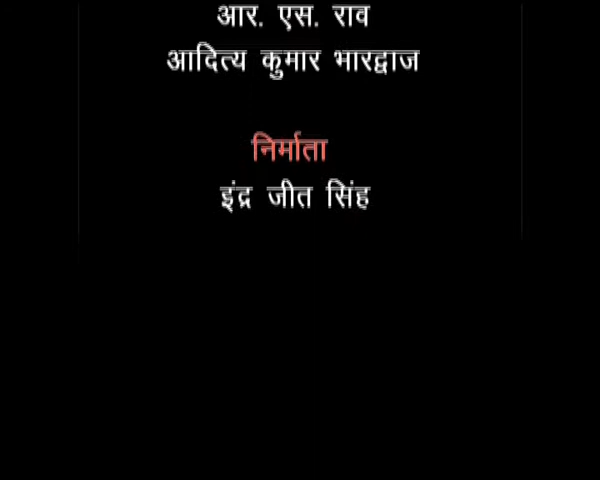 आर. एस. राव
आदित्य कुमार भारद्वाज
निर्माता
इंद्र जीत सिंह